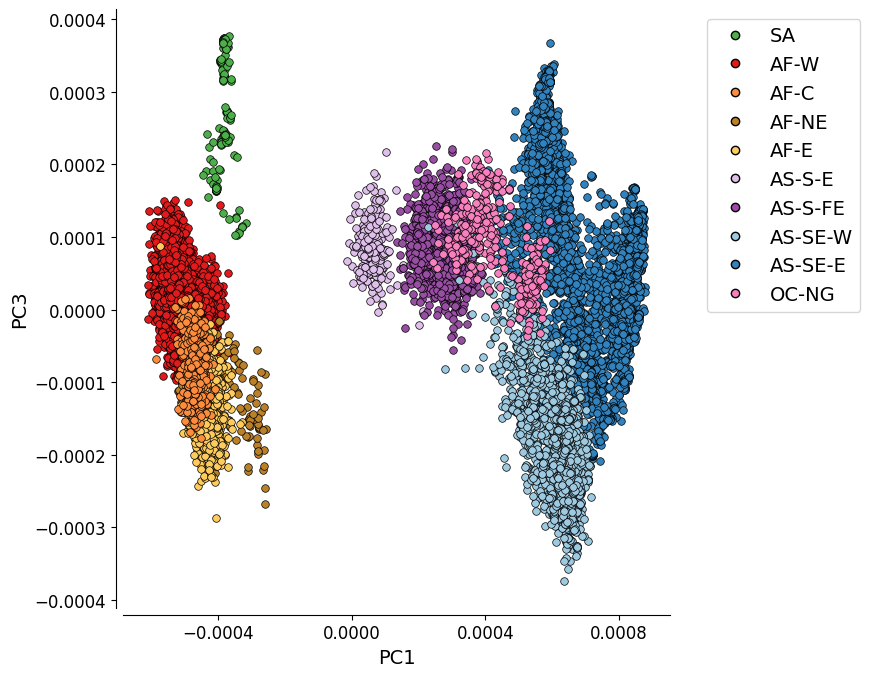 0.0004
0.0003
0.0002
0.0001
0.0000
−0.0001
−0.0002
−0.0003
−0.0004
PC3
−0.0004
0.0000
0.0004
0.0008
PC1
SA
AF-W
AF-C
AF-NE
AF-E
AS-S-E
AS-S-FE
AS-SE-W
AS-SE-E
OC-NG